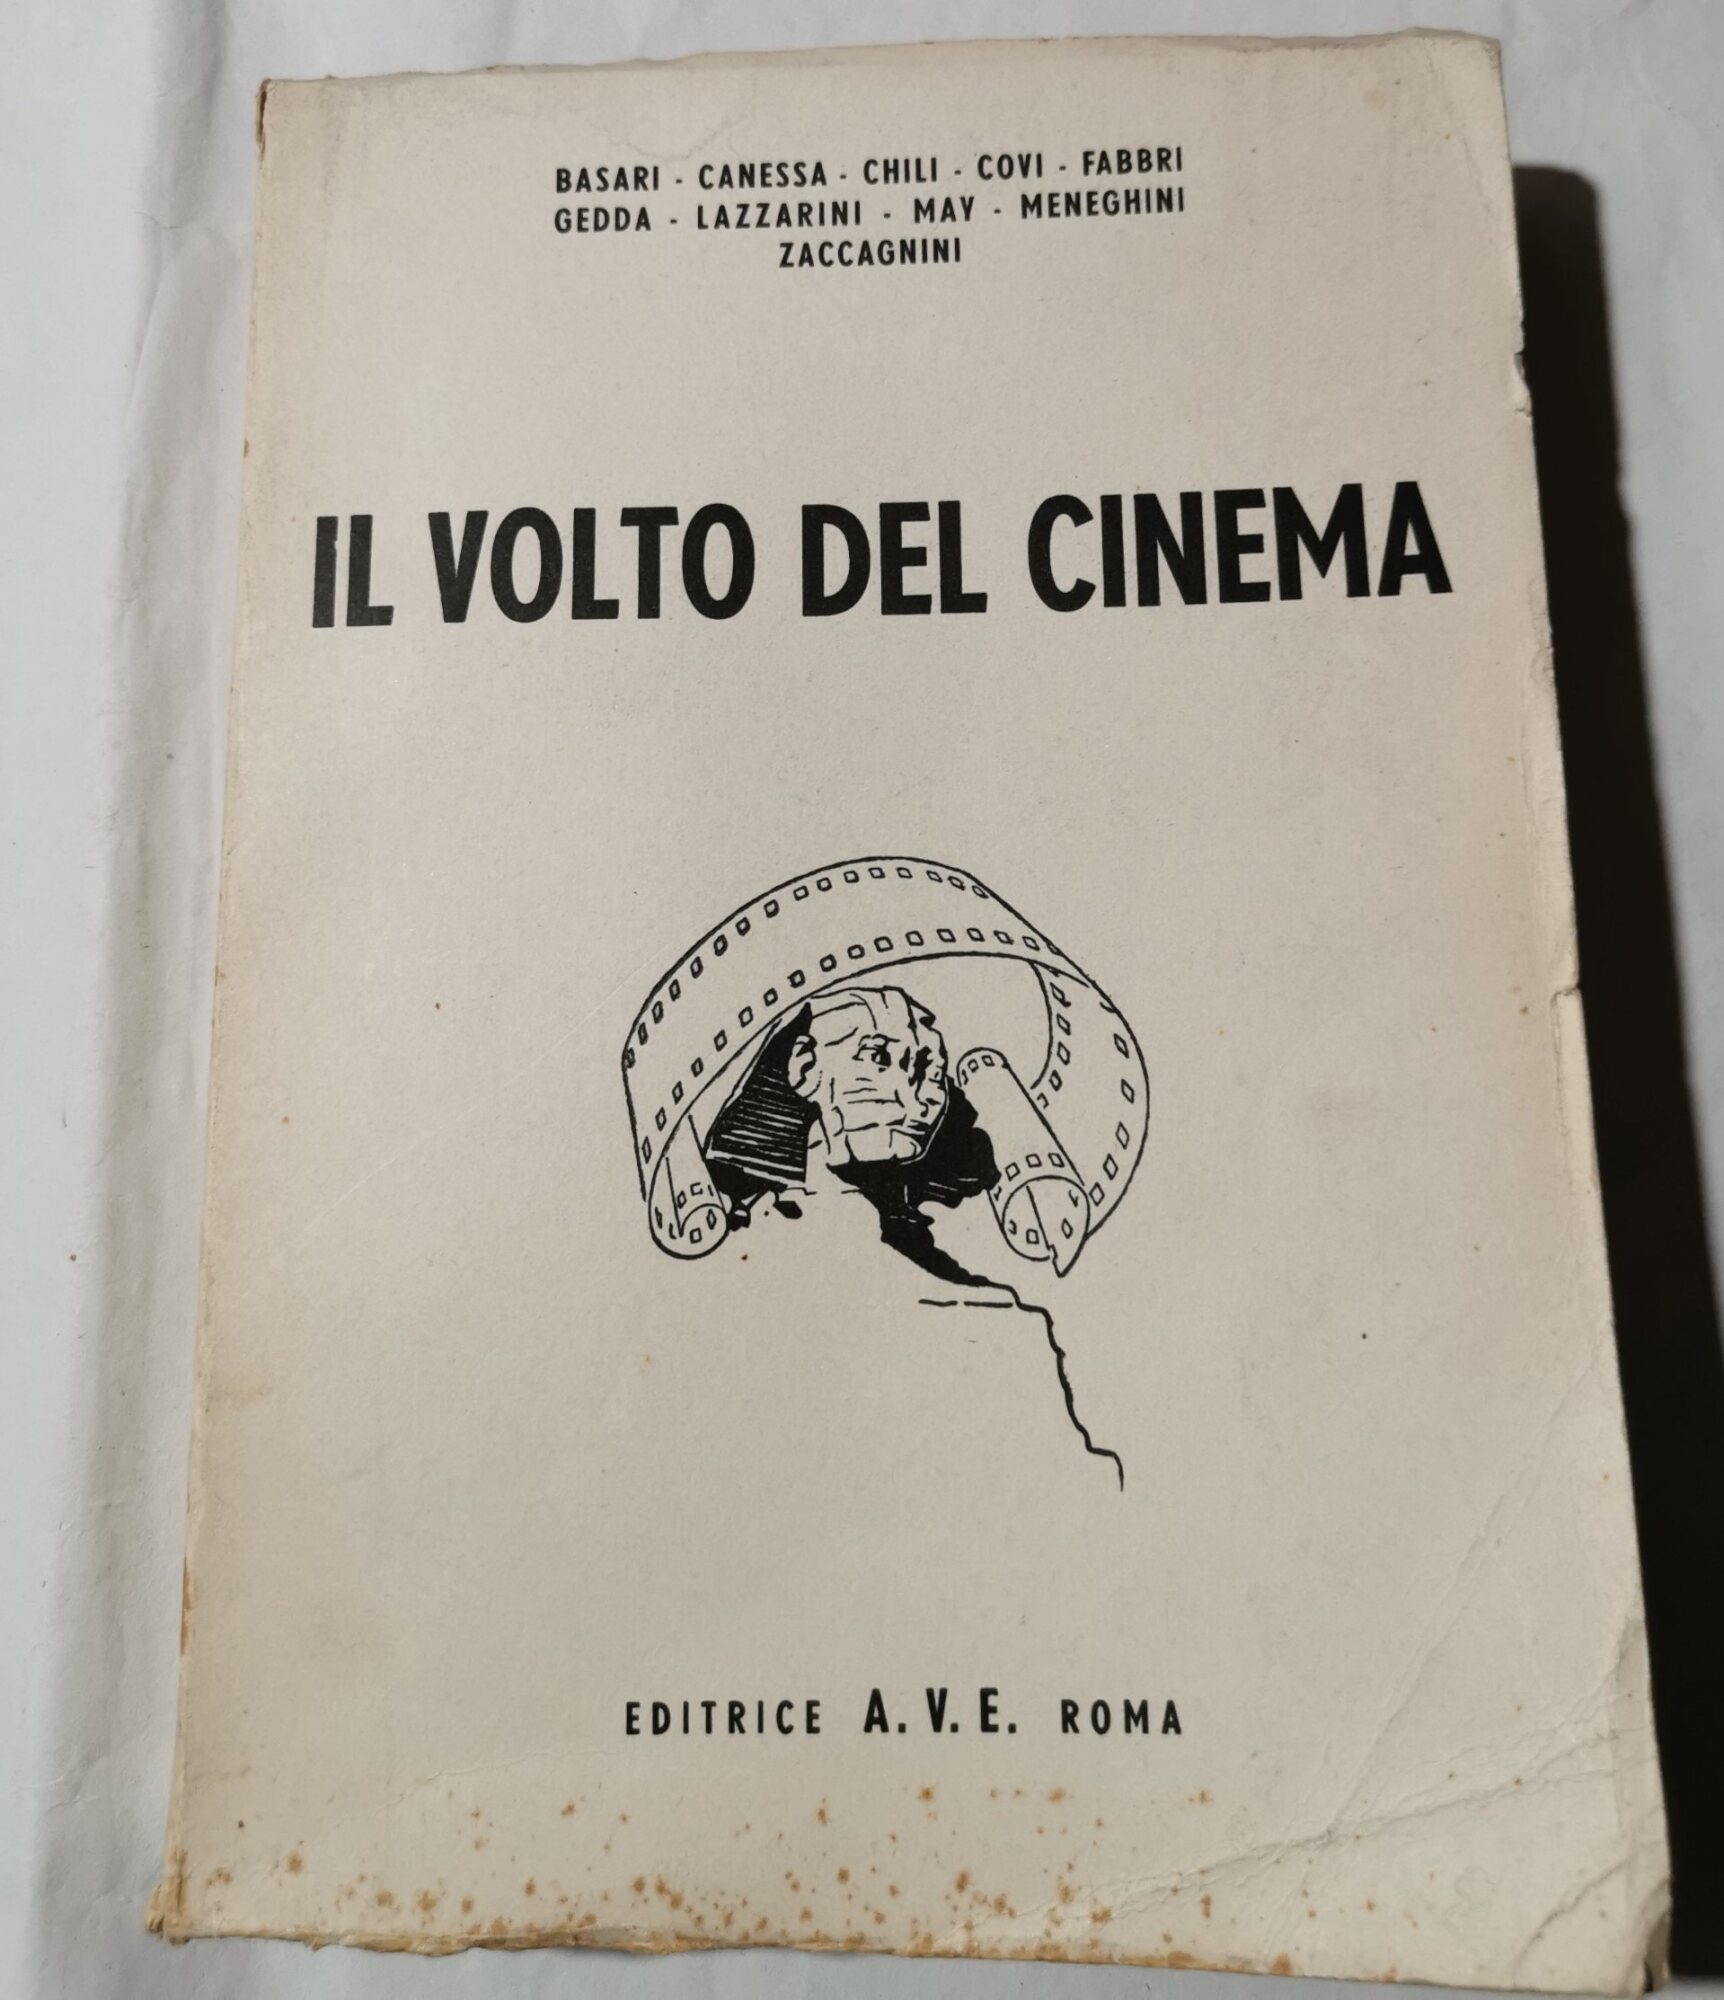 BASARI - CANESSA - CHILI - COVI - FABBRI
GEDDA - LAZZARINI - MAY - MENEGHINI
ZACCAGNINI
IL VOLTO DEL CINEMA
EDITRICE A.V.E. ROMA